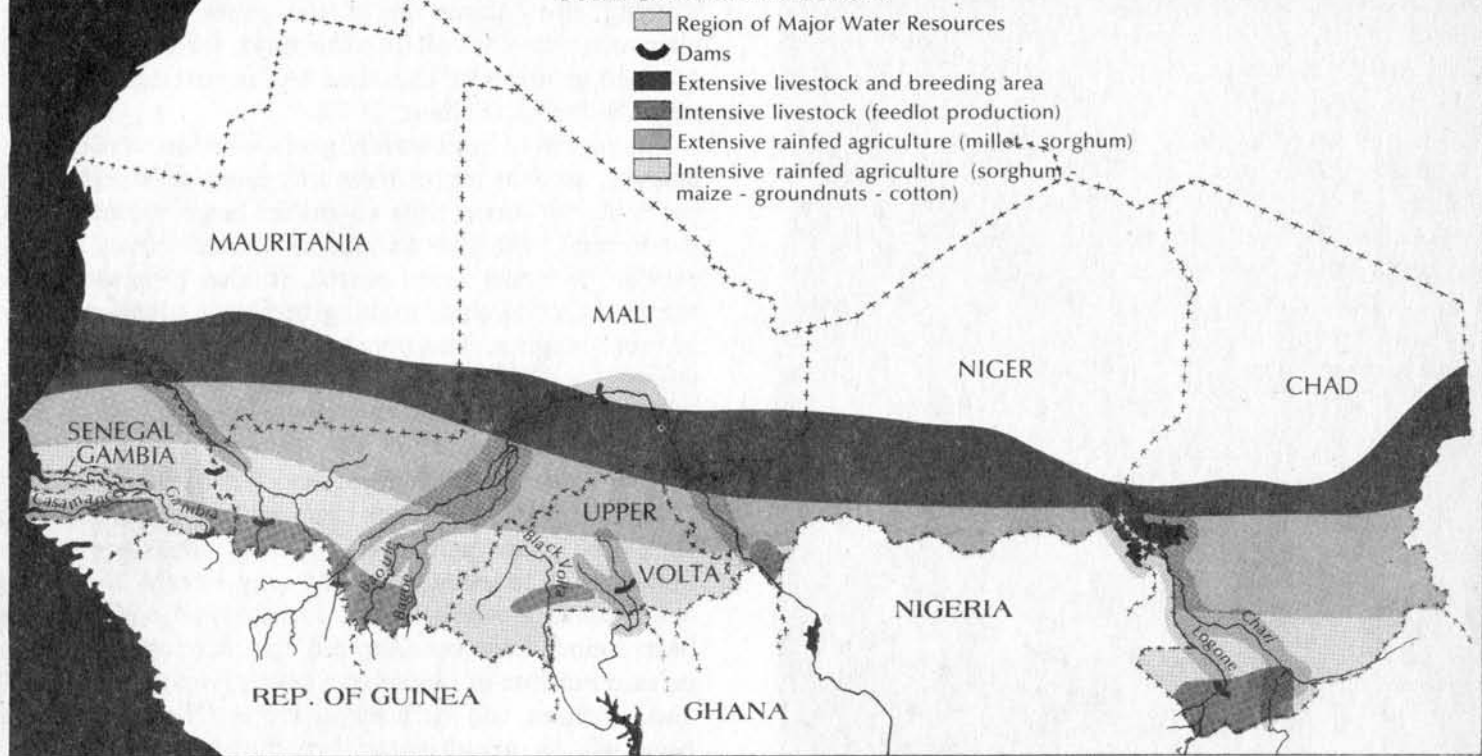 Region of Major Water Resources
Dams
Extensive livestock and breeding area
Intensive livestock (feedlot production)
Extensive rainfed agriculture (millet - sorghum)
Intensive rainfed agriculture (sorghum
maize - groundnuts - cotton)
MAURITANIA
MALI
NIGER
CHAD
SENEGAL
GAMBIA
Casamance
Gambia
UPPER
VOLTA
Black Volta
Baoulé
NIGERIA
Chari
Logone
REP. OF GUINEA
GHANA